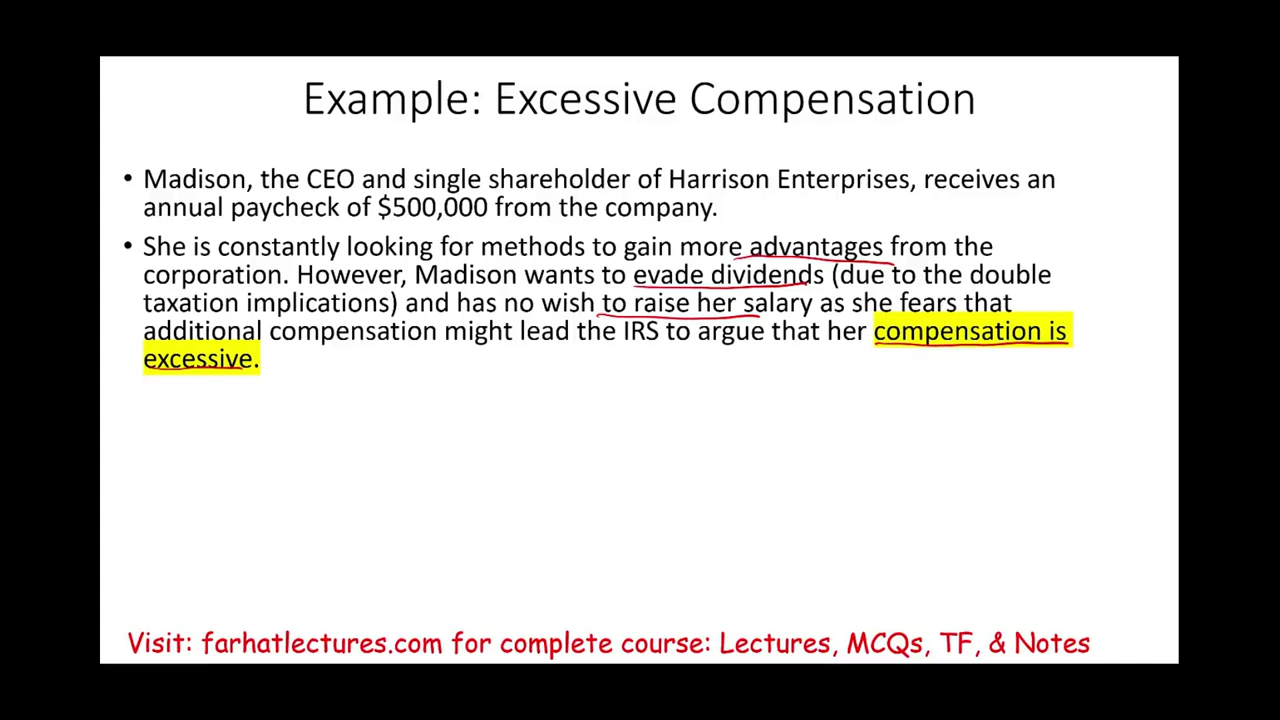 Example: Excessive Compensation
• Madison, the CEO and single shareholder of Harrison Enterprises, receives an
annual paycheck of $500,000 from the company.
• She is constantly looking for methods to gain more advantages from the
corporation. However, Madison wants to evade dividends (due to the double
taxation implications) and has no wish to raise her salary as she fears that
additional compensation might lead the IRS to argue that her compensation is
excessive.
Visit: farhatlectures.com for complete course: Lectures, MCQs, TF, & Notes